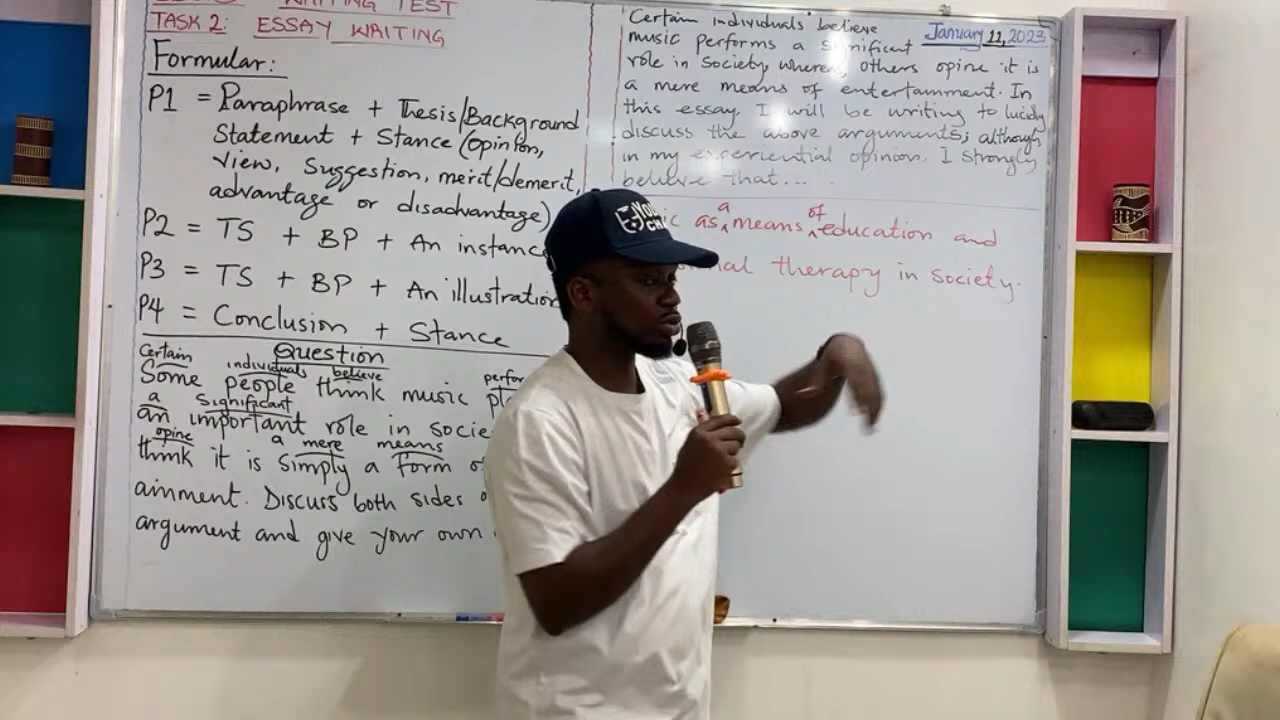 WRITING TEST
TASK 2: ESSAY WRITING
Formular:
P1 = Paraphrase + Thesis/Background
Statement + Stance (Opinion,
view, Suggestion, merit/demerit,
advantage or disadvantage)
P2 = TS + BP + An instance
P3 = TS + BP + An illustration
P4 = Conclusion + Stance
Question
Certain individuals believe perfor
Some people think music
a significant
an important role in socie
opine a mere means
think it is simply a form
ainment. Discuss both sides
argument and give your own
January 11, 2023
Certain individuals believe
music performs a significant
role in society, whereas, others opine it is
a mere means of entertainment. In
this essay, I will be writing to lucidly
discuss the above arguments; although
in my experiential opinion, I strongly
believe that...
a of
as means education and
therapy in society.
YOU